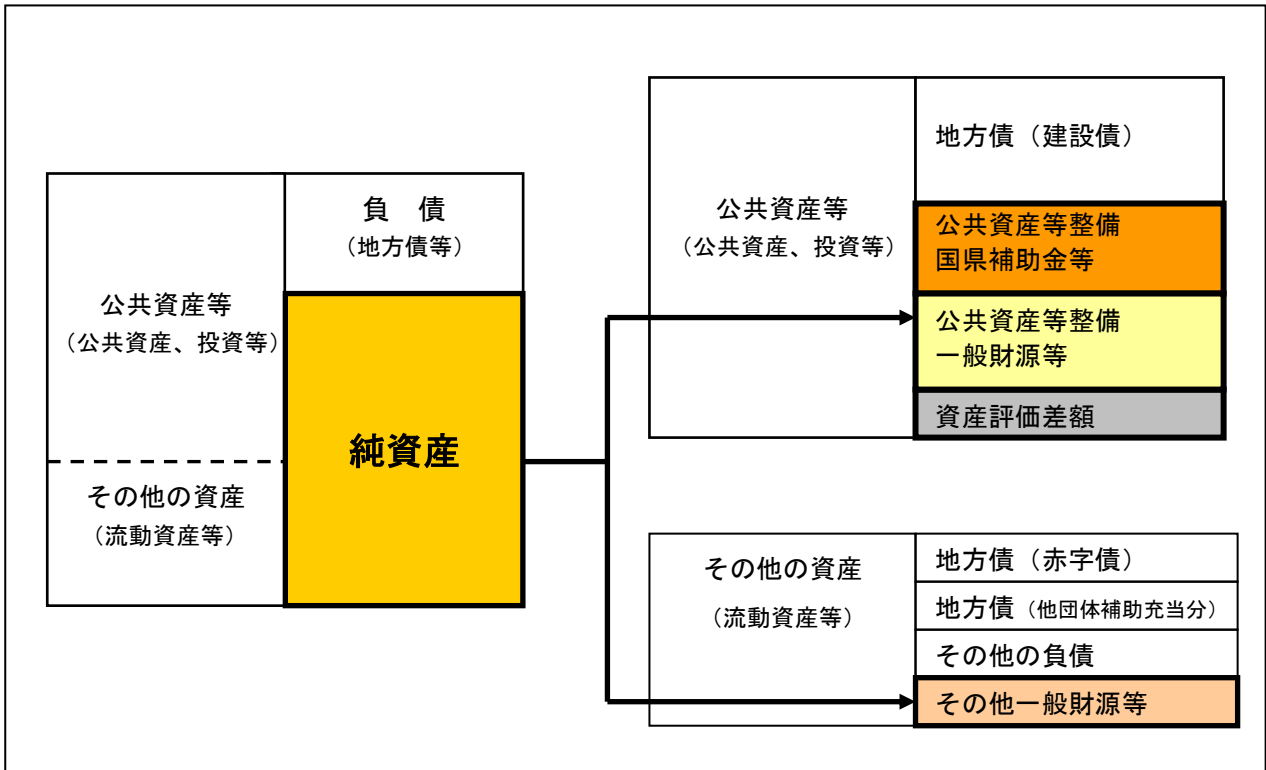 公共資産等
（公共資産、投資等）
その他の資産
（流動資産等）
負　債
（地方債等）
純資産
公共資産等
（公共資産、投資等）
地方債（建設債）
公共資産等整備
国県補助金等
公共資産等整備
一般財源等
資産評価差額
その他の資産
（流動資産等）
地方債（赤字債）
地方債（他団体補助充当分）
その他の負債
その他一般財源等